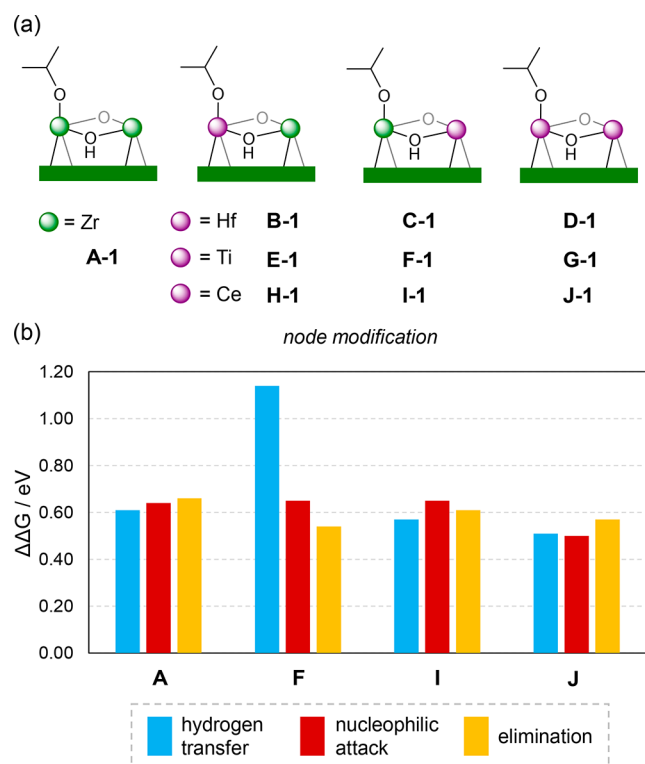 (a)
O O O O
O O O O
O O O O
H H H H
= Zr = Hf B-1 C-1 D-1
A-1 = Ti E-1 F-1 G-1
= Ce H-1 I-1 J-1
(b)
node modification
1.20
1.00
0.80
0.60
0.40
0.20
0.00
ΔΔG / eV
A F I J
hydrogen transfer
nucleophilic attack
elimination